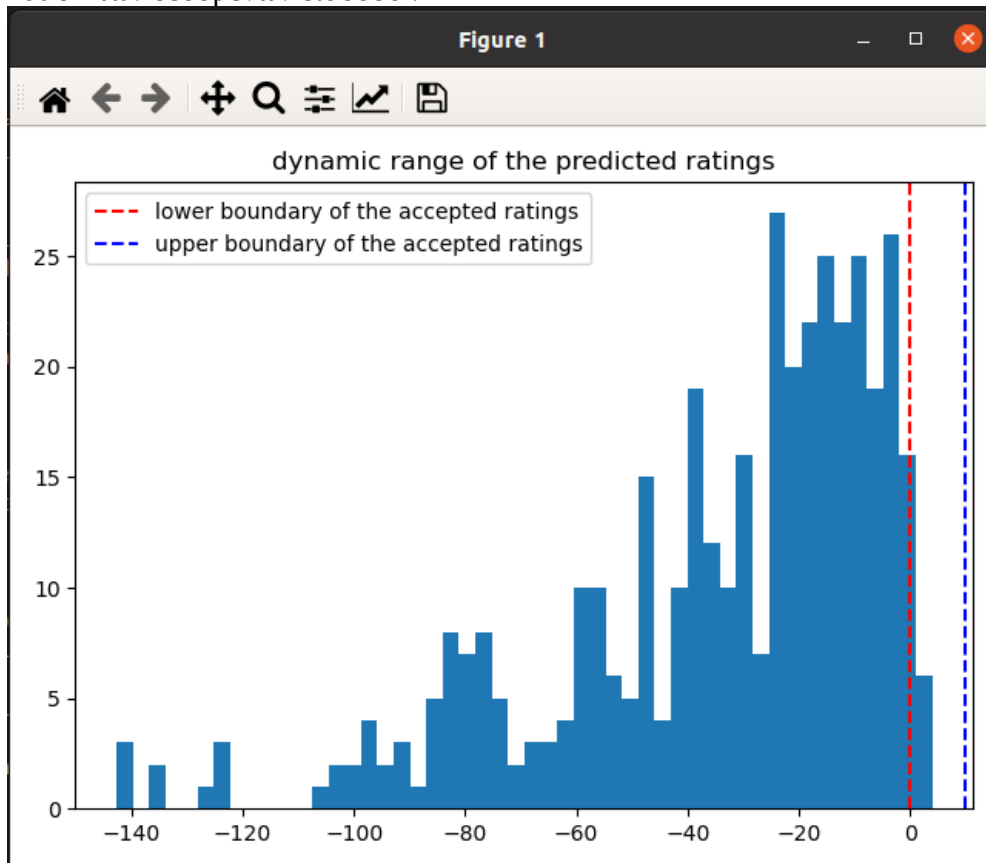 Figure 1
dynamic range of the predicted ratings
lower boundary of the accepted ratings
upper boundary of the accepted ratings
25
20
15
10
5
0
−140 −120 −100 −80 −60 −40 −20 0